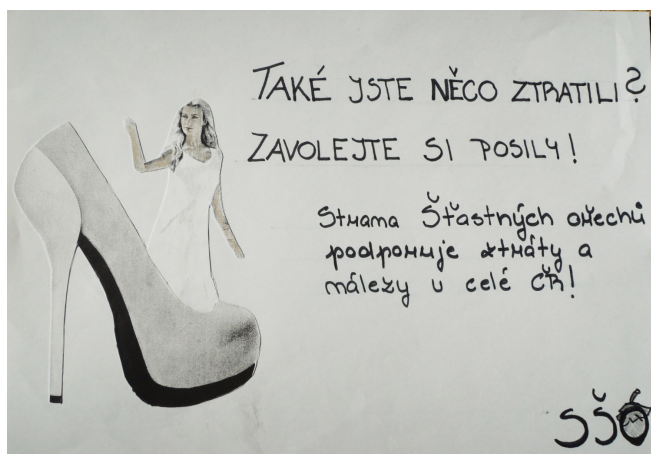 TAKÉ JSTE NĚCO ZTRATILI?
ZAVOLEJTE SI POSILY!
Strana Šťastných ořechů
podporuje ztráty a
nálezy v celé ČR!
SŠO